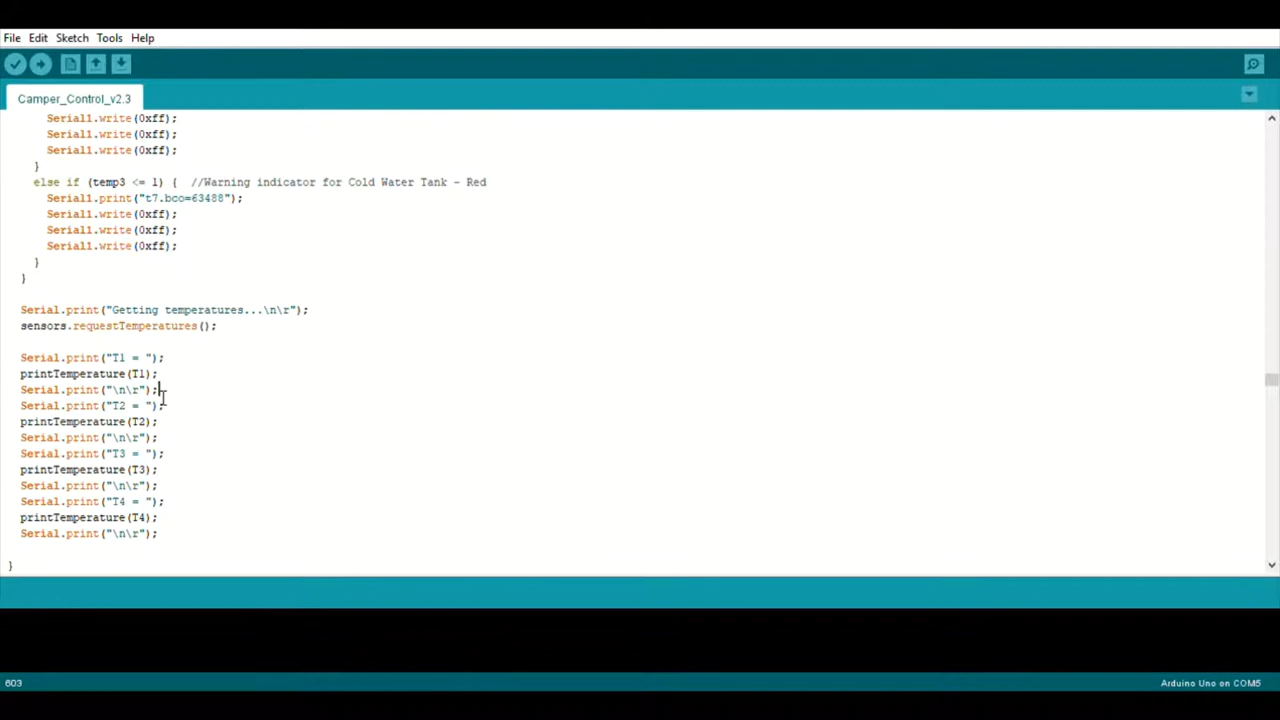 File Edit Sketch Tools Help
Camper_Control_v2.3
Serial1.write(0xff);
Serial1.write(0xff);
Serial1.write(0xff);
}
else if (temp3 <= 1) {  //Warning indicator for Cold Water Tank - Red
Serial1.print("t7.bco=63488");
Serial1.write(0xff);
Serial1.write(0xff);
Serial1.write(0xff);
}
}
Serial.print("Getting temperatures...\n\r");
sensors.requestTemperatures();
Serial.print("T1 = ");
printTemperature(T1);
Serial.print("\n\r");
Serial.print("T2 = ");
printTemperature(T2);
Serial.print("\n\r");
Serial.print("T3 = ");
printTemperature(T3);
Serial.print("\n\r");
Serial.print("T4 = ");
printTemperature(T4);
Serial.print("\n\r");
}
603 Arduino Uno on COM5